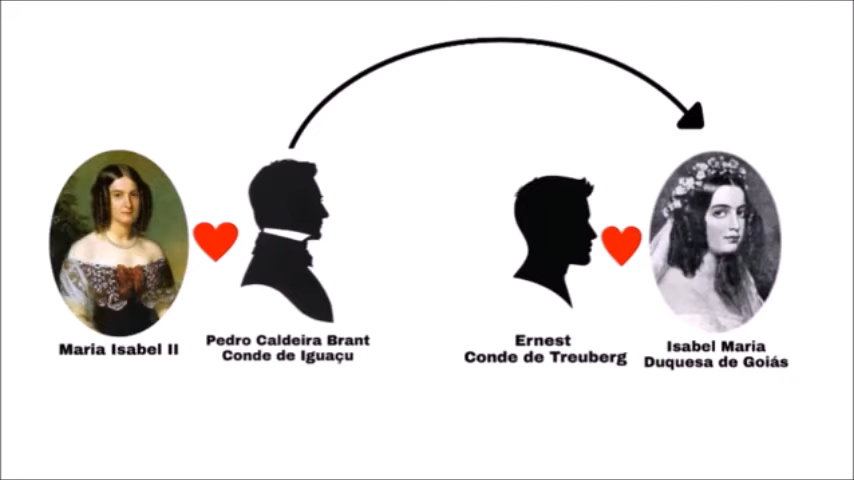 Maria Isabel II
Pedro Caldeira Brant
Conde de Iguaçu
Ernest
Conde de Treuberg
Isabel Maria
Duquesa de Goiás